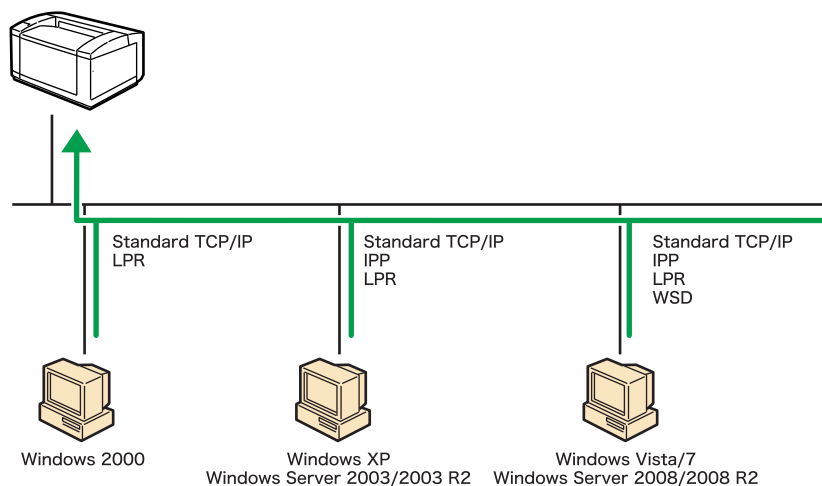 Standard TCP/IP
LPR
Standard TCP/IP
IPP
LPR
Standard TCP/IP
IPP
LPR
WSD
Windows 2000
Windows XP
Windows Server 2003/2003 R2
Windows Vista/7
Windows Server 2008/2008 R2